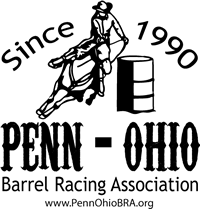 Since 1990
PENN - OHIO
Barrel Racing Association
www.PennOhioBRA.org